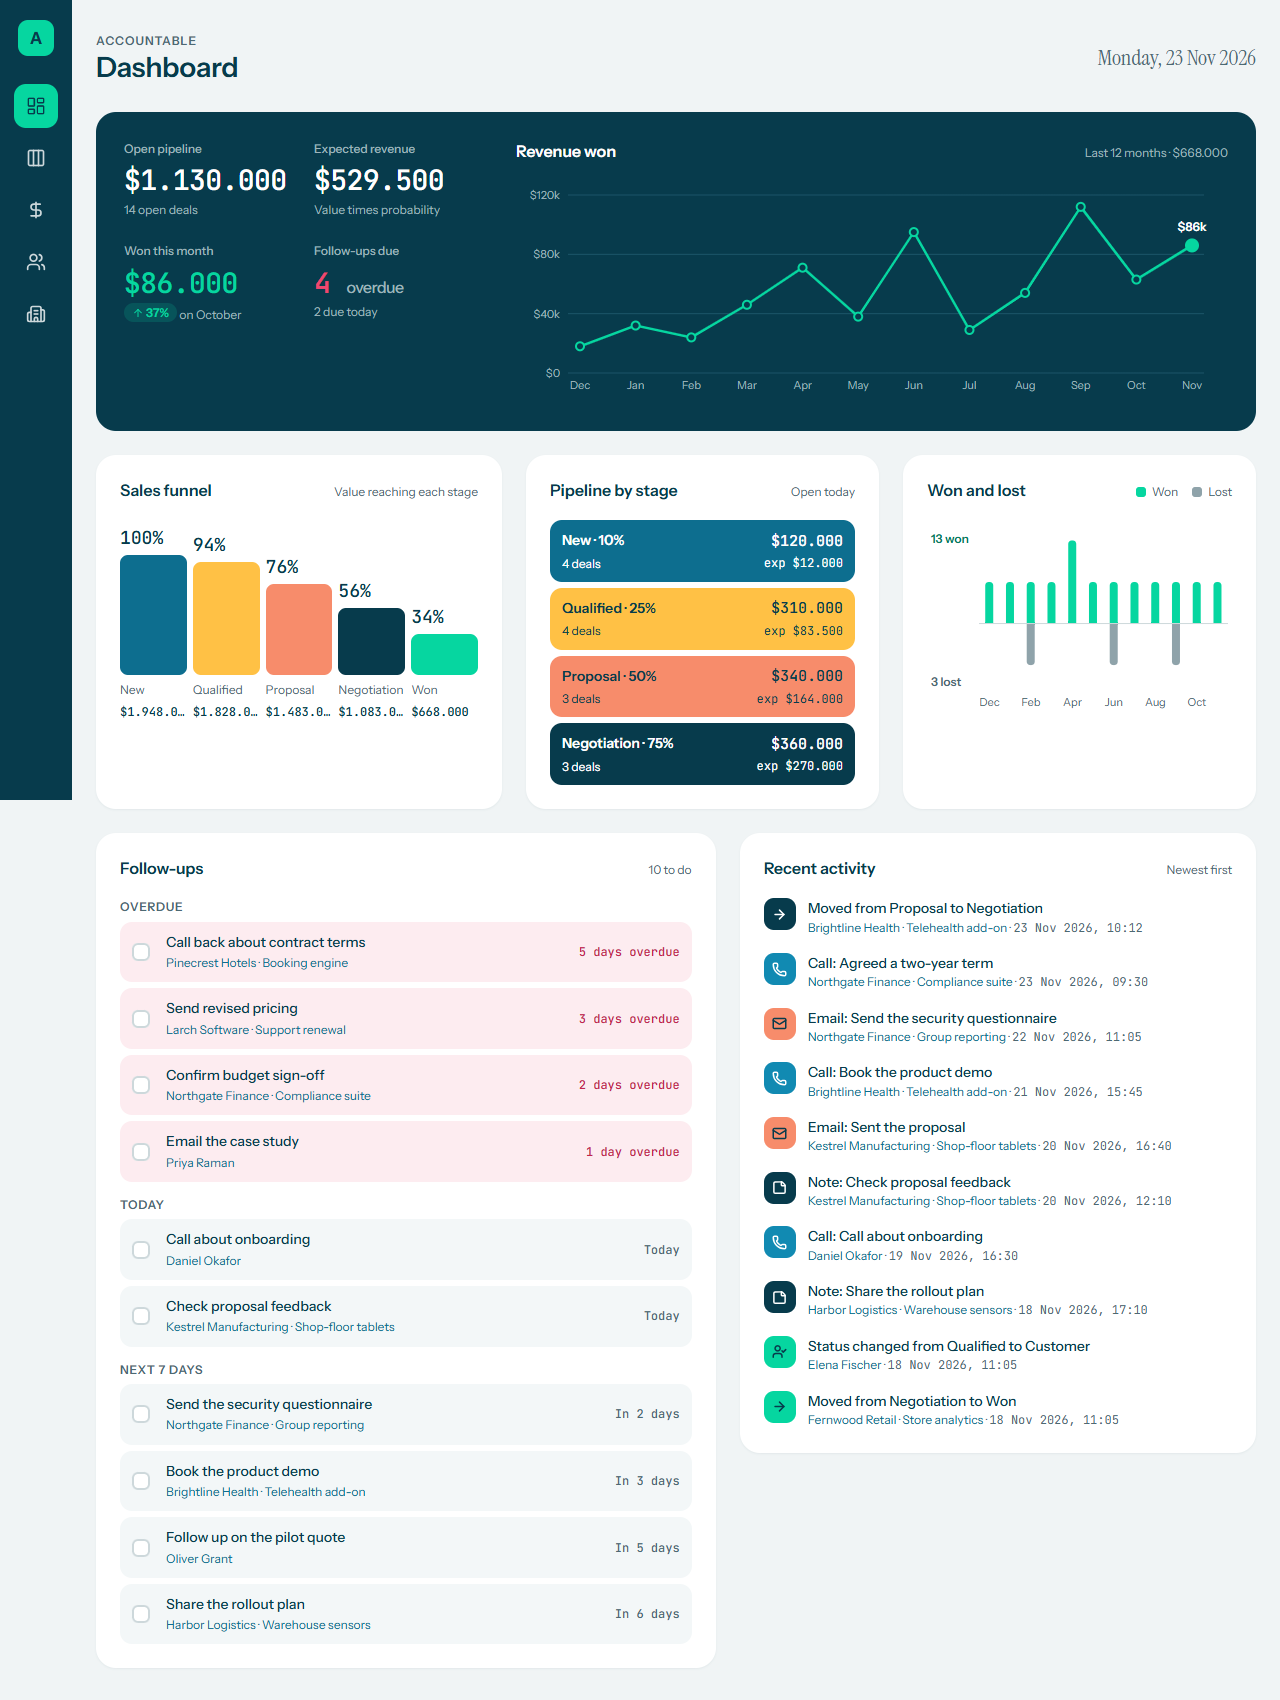 A
ACCOUNTABLE
Dashboard
Monday, 23 Nov 2026
Open pipeline
$1.130.000
14 open deals
Expected revenue
$529.500
Value times probability
Won this month
$86.000
↑ 37% on October
Follow-ups due
4 overdue
2 due today
Revenue won
Last 12 months · $668.000
$120k
$80k
$40k
$0
$86k
Dec Jan Feb Mar Apr May Jun Jul Aug Sep Oct Nov
Sales funnel
Value reaching each stage
100% 94% 76% 56% 34%
New Qualified Proposal Negotiation Won
$1.948.0… $1.828.0… $1.483.0… $1.083.0… $668.000
Pipeline by stage
Open today
New · 10% $120.000
4 deals exp $12.000
Qualified · 25% $310.000
4 deals exp $83.500
Proposal · 50% $340.000
3 deals exp $164.000
Negotiation · 75% $360.000
3 deals exp $270.000
Won and lost
Won Lost
13 won
3 lost
Dec Feb Apr Jun Aug Oct
Follow-ups
10 to do
OVERDUE
Call back about contract terms
Pinecrest Hotels · Booking engine
5 days overdue
Send revised pricing
Larch Software · Support renewal
3 days overdue
Confirm budget sign-off
Northgate Finance · Compliance suite
2 days overdue
Email the case study
Priya Raman
1 day overdue
TODAY
Call about onboarding
Daniel Okafor
Today
Check proposal feedback
Kestrel Manufacturing · Shop-floor tablets
Today
NEXT 7 DAYS
Send the security questionnaire
Northgate Finance · Group reporting
In 2 days
Book the product demo
Brightline Health · Telehealth add-on
In 3 days
Follow up on the pilot quote
Oliver Grant
In 5 days
Share the rollout plan
Harbor Logistics · Warehouse sensors
In 6 days
Recent activity
Newest first
Moved from Proposal to Negotiation
Brightline Health · Telehealth add-on · 23 Nov 2026, 10:12
Call: Agreed a two-year term
Northgate Finance · Compliance suite · 23 Nov 2026, 09:30
Email: Send the security questionnaire
Northgate Finance · Group reporting · 22 Nov 2026, 11:05
Call: Book the product demo
Brightline Health · Telehealth add-on · 21 Nov 2026, 15:45
Email: Sent the proposal
Kestrel Manufacturing · Shop-floor tablets · 20 Nov 2026, 16:40
Note: Check proposal feedback
Kestrel Manufacturing · Shop-floor tablets · 20 Nov 2026, 12:10
Call: Call about onboarding
Daniel Okafor · 19 Nov 2026, 16:30
Note: Share the rollout plan
Harbor Logistics · Warehouse sensors · 18 Nov 2026, 17:10
Status changed from Qualified to Customer
Elena Fischer · 18 Nov 2026, 11:05
Moved from Negotiation to Won
Fernwood Retail · Store analytics · 18 Nov 2026, 11:05